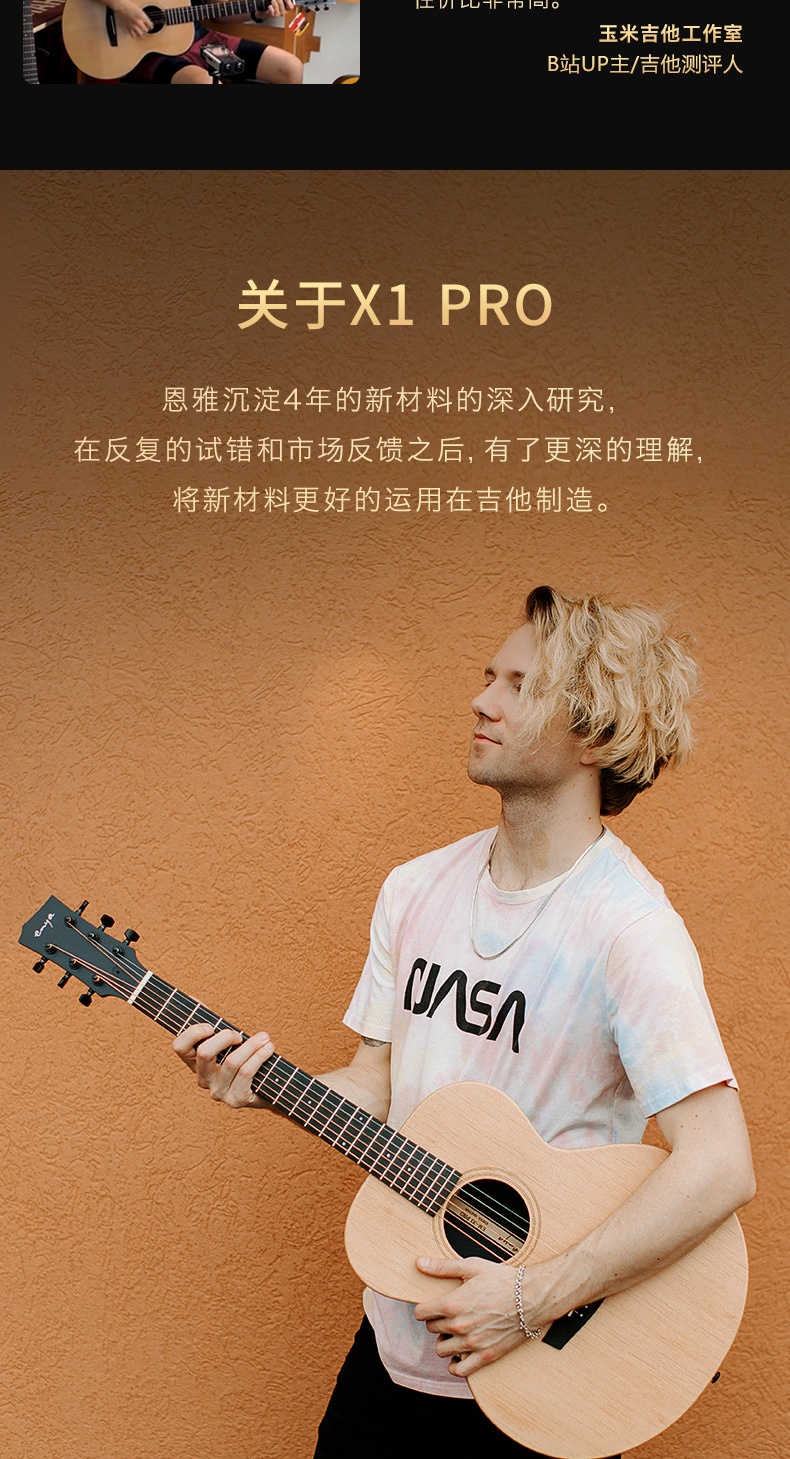 玉米吉他工作室
B站UP主/吉他测评人
关于X1 PRO
恩雅沉淀4年的新材料的深入研究,
在反复的试错和市场反馈之后, 有了更深的理解,
将新材料更好的运用在吉他制造。
enya
NASA